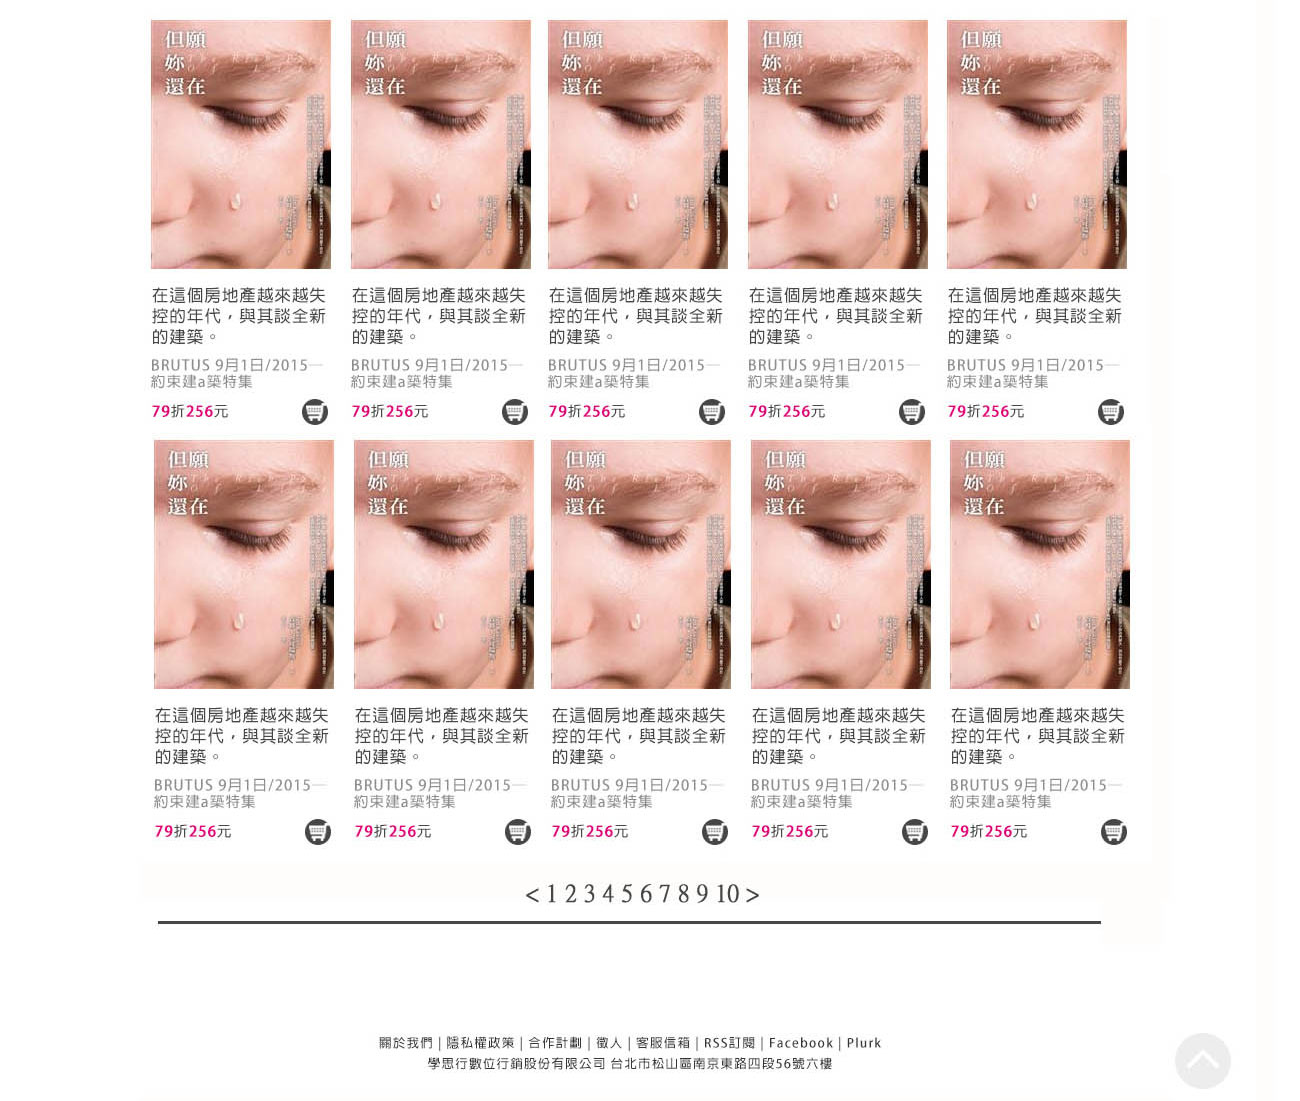 但願 但願 但願 但願 但願
妳 妳 妳 妳 妳
還在 還在 還在 還在 還在
在這個房地產越來越失 在這個房地產越來越失 在這個房地產越來越失 在這個房地產越來越失 在這個房地產越來越失
控的年代，與其談全新 控的年代，與其談全新 控的年代，與其談全新 控的年代，與其談全新 控的年代，與其談全新
的建築。 的建築。 的建築。 的建築。 的建築。
BRUTUS 9月1日/2015— BRUTUS 9月1日/2015— BRUTUS 9月1日/2015— BRUTUS 9月1日/2015— BRUTUS 9月1日/2015—
約束建a築特集 約束建a築特集 約束建a築特集 約束建a築特集 約束建a築特集
79折256元 79折256元 79折256元 79折256元 79折256元
但願 但願 但願 但願 但願
妳 妳 妳 妳 妳
還在 還在 還在 還在 還在
在這個房地產越來越失 在這個房地產越來越失 在這個房地產越來越失 在這個房地產越來越失 在這個房地產越來越失
控的年代，與其談全新 控的年代，與其談全新 控的年代，與其談全新 控的年代，與其談全新 控的年代，與其談全新
的建築。 的建築。 的建築。 的建築。 的建築。
BRUTUS 9月1日/2015— BRUTUS 9月1日/2015— BRUTUS 9月1日/2015— BRUTUS 9月1日/2015— BRUTUS 9月1日/2015—
約束建a築特集 約束建a築特集 約束建a築特集 約束建a築特集 約束建a築特集
79折256元 79折256元 79折256元 79折256元 79折256元
< 1 2 3 4 5 6 7 8 9 10 >
關於我們 | 隱私權政策 | 合作計劃 | 徵人 | 客服信箱 | RSS訂閱 | Facebook | Plurk
學思行數位行銷股份有限公司 台北市松山區南京東路四段56號六樓